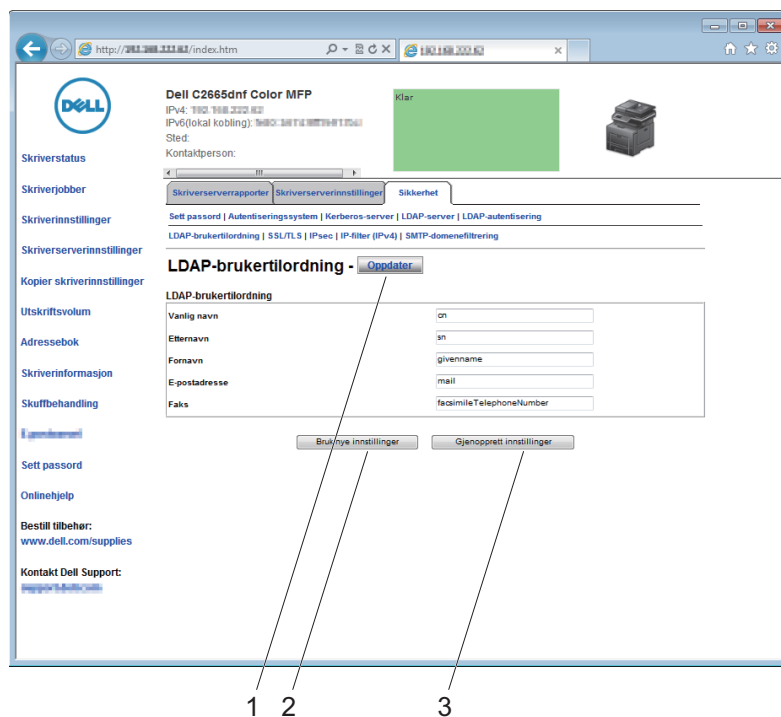 http:// /index.htm
DELL
Dell C2665dnf Color MFP
IPv4:
IPv6(lokal kobling):
Sted:
Kontaktperson:
Klar
Skriverstatus
Skriverjobber
Skriverinnstillinger
Skriverserverinnstillinger
Kopier skriverinnstillinger
Utskriftsvolum
Adressebok
Skriverinformasjon
Skuffbehandling
Sett passord
Onlinehjelp
Bestill tilbehør:
www.dell.com/supplies
Kontakt Dell Support:
Skriverserverrapporter Skriverserverinnstillinger Sikkerhet
Sett passord | Autentiseringssystem | Kerberos-server | LDAP-server | LDAP-autentisering
LDAP-brukertilordning | SSL/TLS | IPsec | IP-filter (IPv4) | SMTP-domenefiltrering
LDAP-brukertilordning - Oppdater
LDAP-brukertilordning
Vanlig navn cn
Etternavn sn
Fornavn givenname
E-postadresse mail
Faks facsimileTelephoneNumber
Bruk nye innstillinger Gjenopprett innstillinger
1 2 3